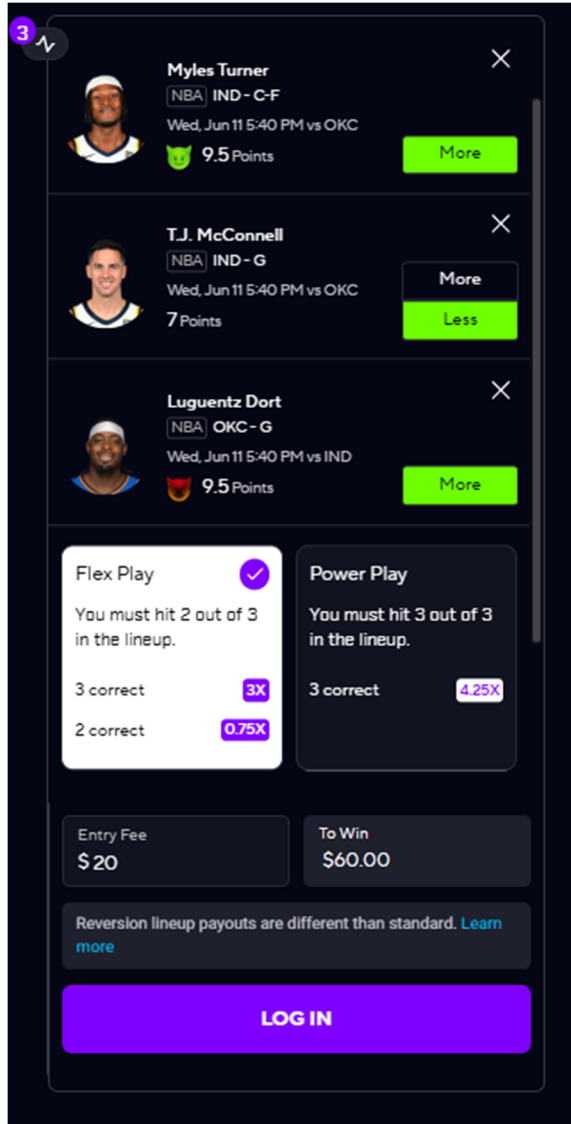 3
Myles Turner
NBA IND - C-F
Wed, Jun 11 5:40 PM vs OKC
9.5 Points
More
T.J. McConnell
NBA IND - G
Wed, Jun 11 5:40 PM vs OKC
7 Points
More
Less
Luguentz Dort
NBA OKC - G
Wed, Jun 11 5:40 PM vs IND
9.5 Points
More
Flex Play
You must hit 2 out of 3
in the lineup.
3 correct 3X
2 correct 0.75X
Power Play
You must hit 3 out of 3
in the lineup.
3 correct 4.25X
Entry Fee
$ 20
To Win
$60.00
Reversion lineup payouts are different than standard. Learn
more
LOG IN